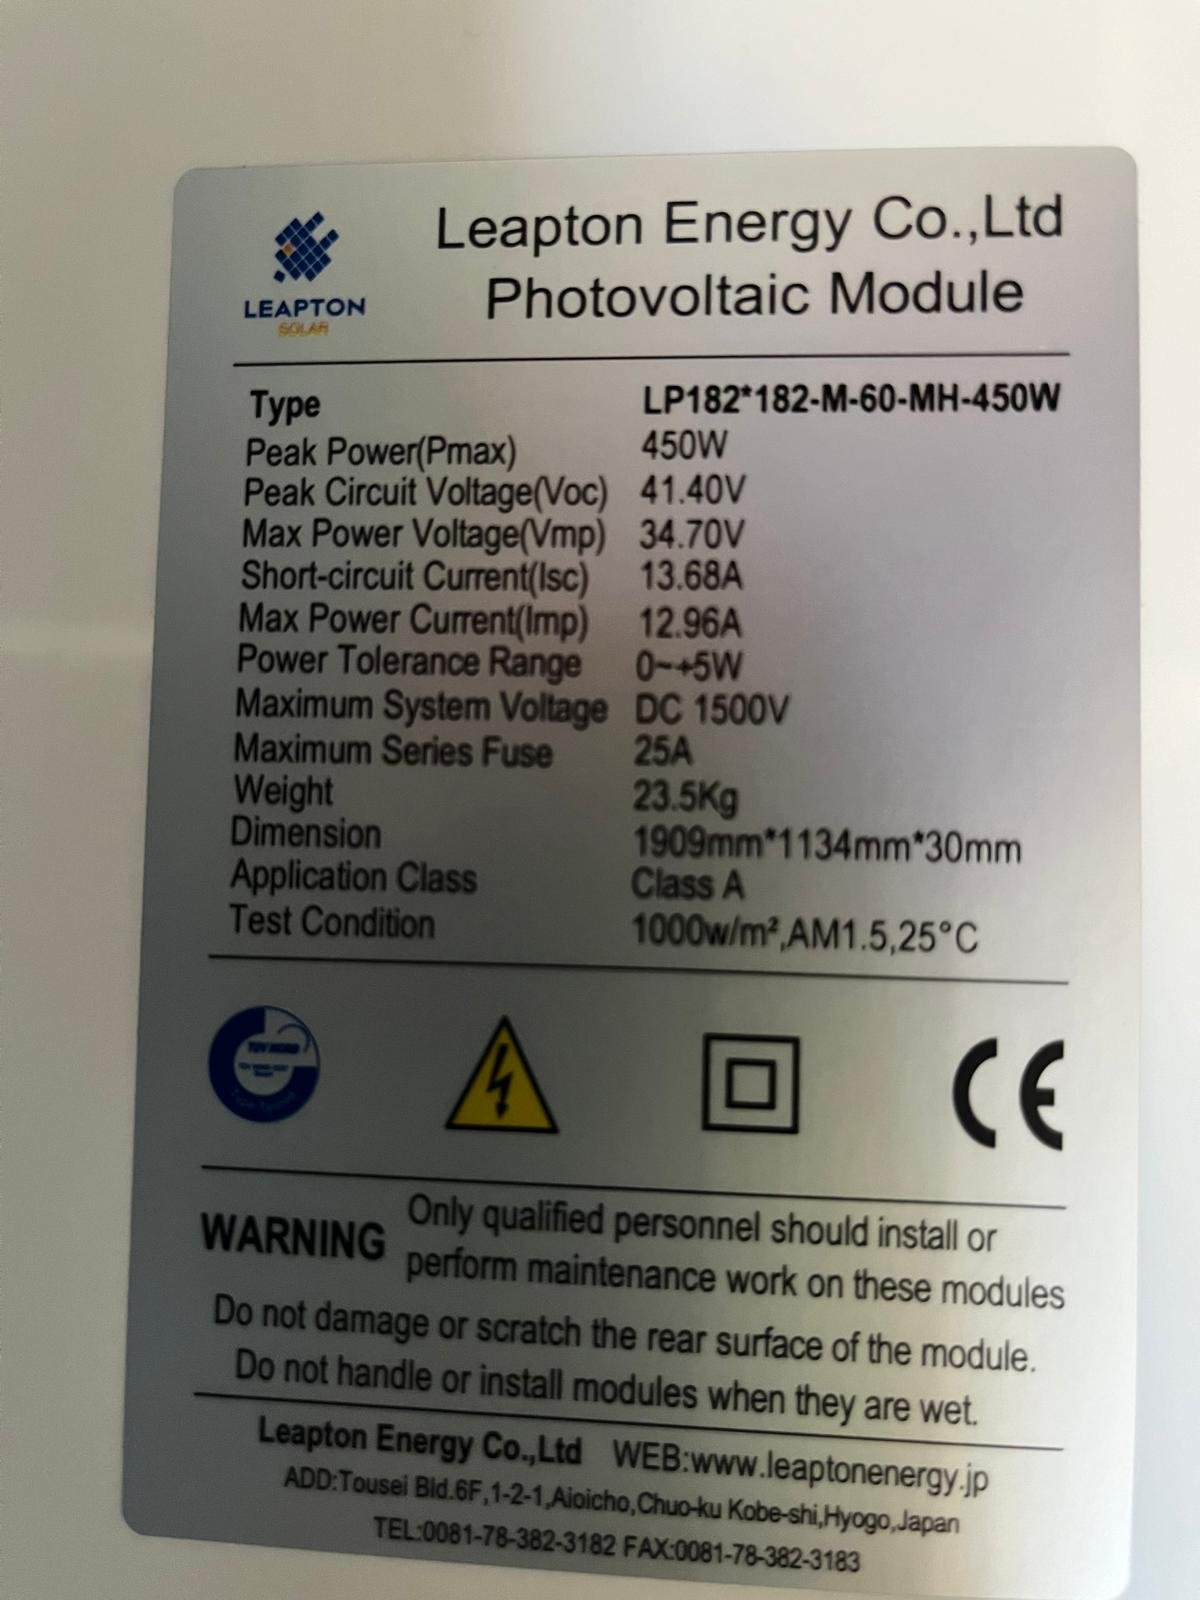 LEAPTON
SOLAR
Leapton Energy Co.,Ltd
Photovoltaic Module
Type LP182*182-M-60-MH-450W
Peak Power(Pmax) 450W
Peak Circuit Voltage(Voc) 41.40V
Max Power Voltage(Vmp) 34.70V
Short-circuit Current(Isc) 13.68A
Max Power Current(Imp) 12.96A
Power Tolerance Range 0~+5W
Maximum System Voltage DC 1500V
Maximum Series Fuse 25A
Weight 23.5Kg
Dimension 1909mm*1134mm*30mm
Application Class Class A
Test Condition 1000w/m²,AM1.5,25°C
TUV NORD
Type Tested
CE
WARNING Only qualified personnel should install or
perform maintenance work on these modules
Do not damage or scratch the rear surface of the module.
Do not handle or install modules when they are wet.
Leapton Energy Co.,Ltd WEB:www.leaptonenergy.jp
ADD:Tousei Bld.6F,1-2-1,Aioicho,Chuo-ku Kobe-shi,Hyogo,Japan
TEL:0081-78-382-3182 FAX:0081-78-382-3183